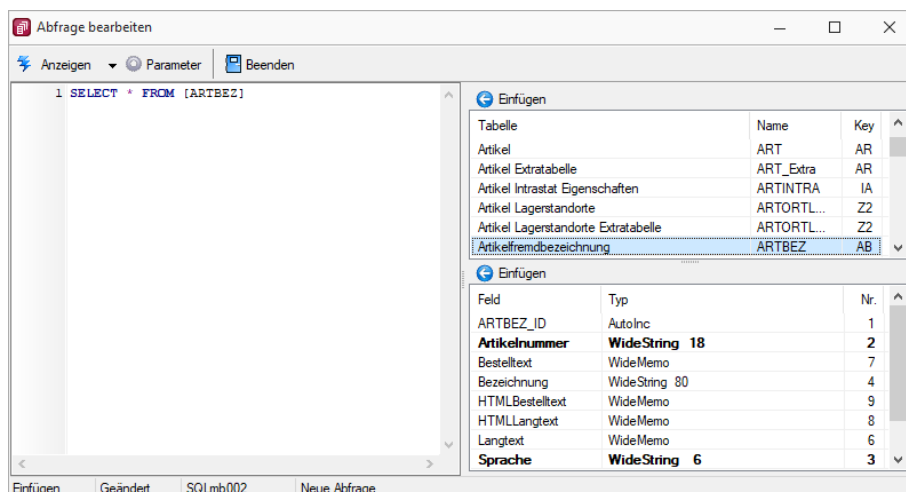 Abfrage bearbeiten
Anzeigen Parameter Beenden
1 SELECT * FROM [ARTBEZ]
Einfügen
Tabelle Name Key
Artikel ART AR
Artikel Extratabelle ART_Extra AR
Artikel Intrastat Eigenschaften ARTINTRA IA
Artikel Lagerstandorte ARTORTL... Z2
Artikel Lagerstandorte Extratabelle ARTORTL... Z2
Artikelfremdbezeichnung ARTBEZ AB
Einfügen
Feld Typ Nr.
ARTBEZ_ID AutoInc 1
Artikelnummer WideString 18 2
Bestelltext WideMemo 7
Bezeichnung WideString 80 4
HTMLBestelltext WideMemo 9
HTMLLangtext WideMemo 8
Langtext WideMemo 6
Sprache WideString 6 3
Einfügen Geändert SQLmb002 Neue Abfrage